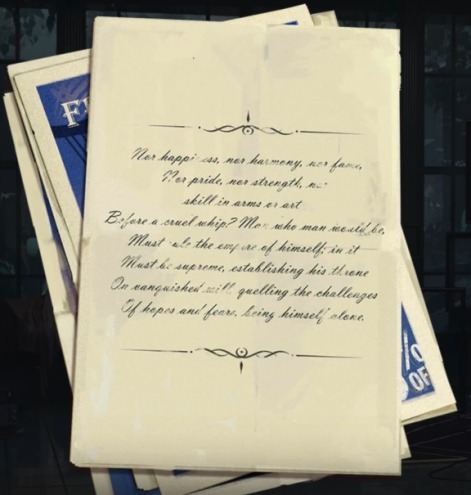 Nor happiness, nor harmony, nor fame,
Nor pride, nor strength, nor
skill in arms or art
Before a cruel whip? Man who man would be,
Must rule the empire of himself; in it
Must be supreme, establishing his throne
On vanquished will, quelling the challenges
Of hopes and fears, being himself alone.
%
OF